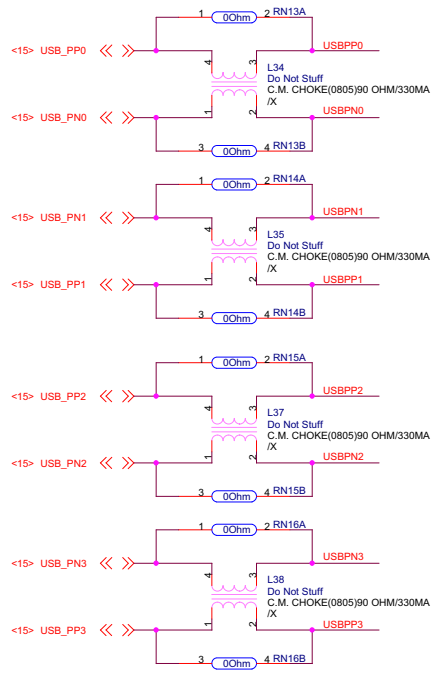 1 0Ohm 2 RN13A
<15> USB_PP0 USBPP0
4 3 L34
Do Not Stuff
C.M. CHOKE(0805)90 OHM/330MA
/X
1 2
<15> USB_PN0 USBPN0
3 0Ohm 4 RN13B
1 0Ohm 2 RN14A
<15> USB_PN1 USBPN1
4 3 L35
Do Not Stuff
C.M. CHOKE(0805)90 OHM/330MA
/X
1 2
<15> USB_PP1 USBPP1
3 0Ohm 4 RN14B
1 0Ohm 2 RN15A
<15> USB_PP2 USBPP2
4 3 L37
Do Not Stuff
C.M. CHOKE(0805)90 OHM/330MA
/X
1 2
<15> USB_PN2 USBPN2
3 0Ohm 4 RN15B
1 0Ohm 2 RN16A
<15> USB_PN3 USBPN3
4 3 L38
Do Not Stuff
C.M. CHOKE(0805)90 OHM/330MA
/X
1 2
<15> USB_PP3 USBPP3
3 0Ohm 4 RN16B